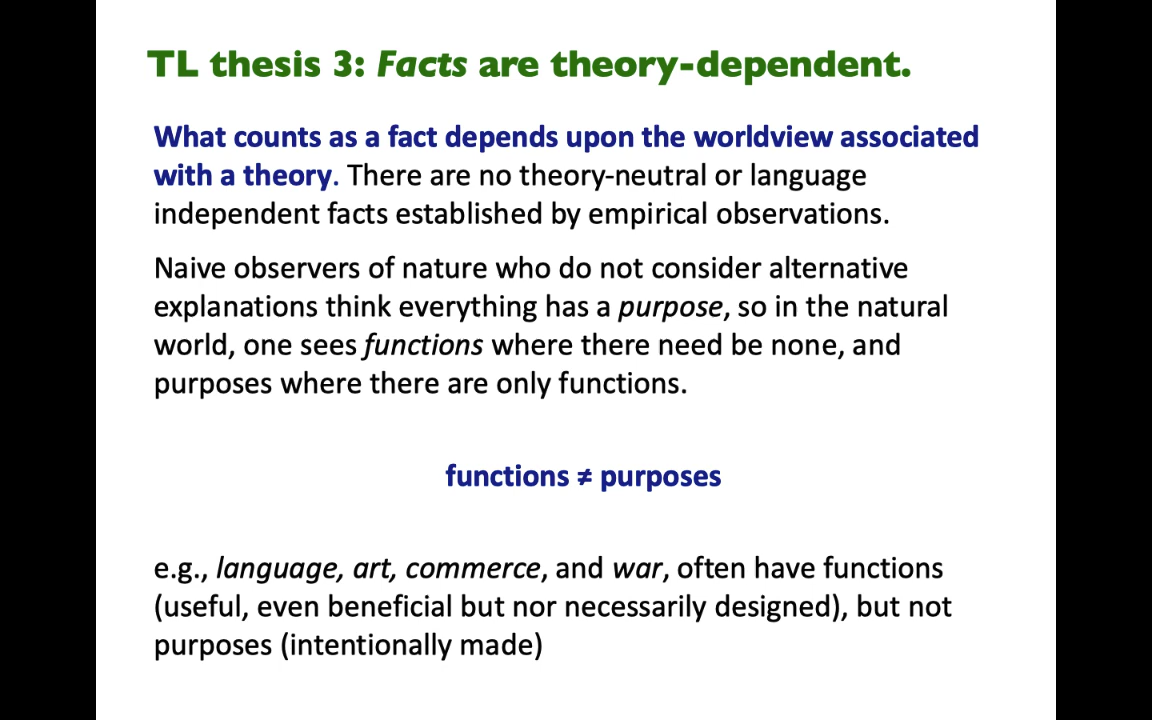 TL thesis 3: Facts are theory-dependent.
What counts as a fact depends upon the worldview associated
with a theory. There are no theory-neutral or language
independent facts established by empirical observations.
Naive observers of nature who do not consider alternative
explanations think everything has a purpose, so in the natural
world, one sees functions where there need be none, and
purposes where there are only functions.
functions ≠ purposes
e.g., language, art, commerce, and war, often have functions
(useful, even beneficial but nor necessarily designed), but not
purposes (intentionally made)